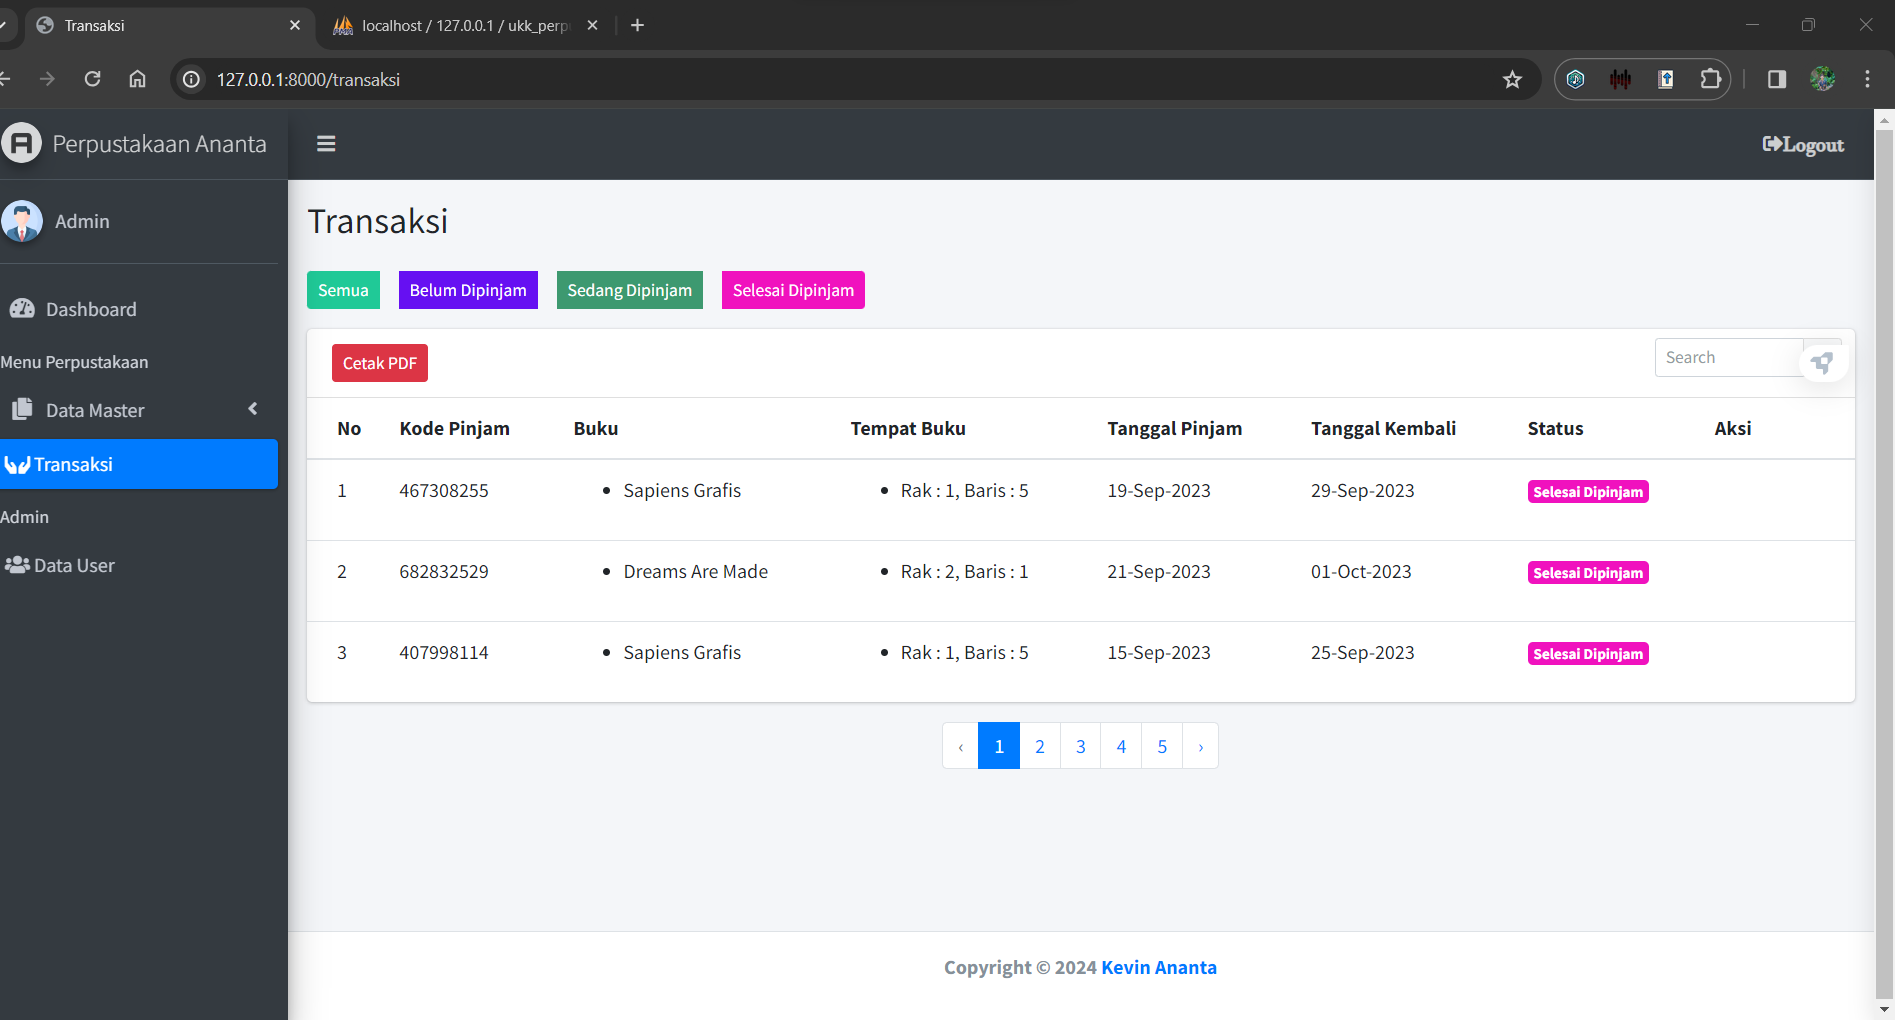 Transaksi
localhost / 127.0.0.1 / ukk_perp
127.0.0.1:8000/transaksi
Perpustakaan Ananta
Logout
Admin
Dashboard
Menu Perpustakaan
Data Master
Transaksi
Admin
Data User
Transaksi
Semua Belum Dipinjam Sedang Dipinjam Selesai Dipinjam
Cetak PDF Search
No Kode Pinjam Buku Tempat Buku Tanggal Pinjam Tanggal Kembali Status Aksi
1 467308255 • Sapiens Grafis • Rak : 1, Baris : 5 19-Sep-2023 29-Sep-2023 Selesai Dipinjam
2 682832529 • Dreams Are Made • Rak : 2, Baris : 1 21-Sep-2023 01-Oct-2023 Selesai Dipinjam
3 407998114 • Sapiens Grafis • Rak : 1, Baris : 5 15-Sep-2023 25-Sep-2023 Selesai Dipinjam
‹ 1 2 3 4 5 ›
Copyright © 2024 Kevin Ananta